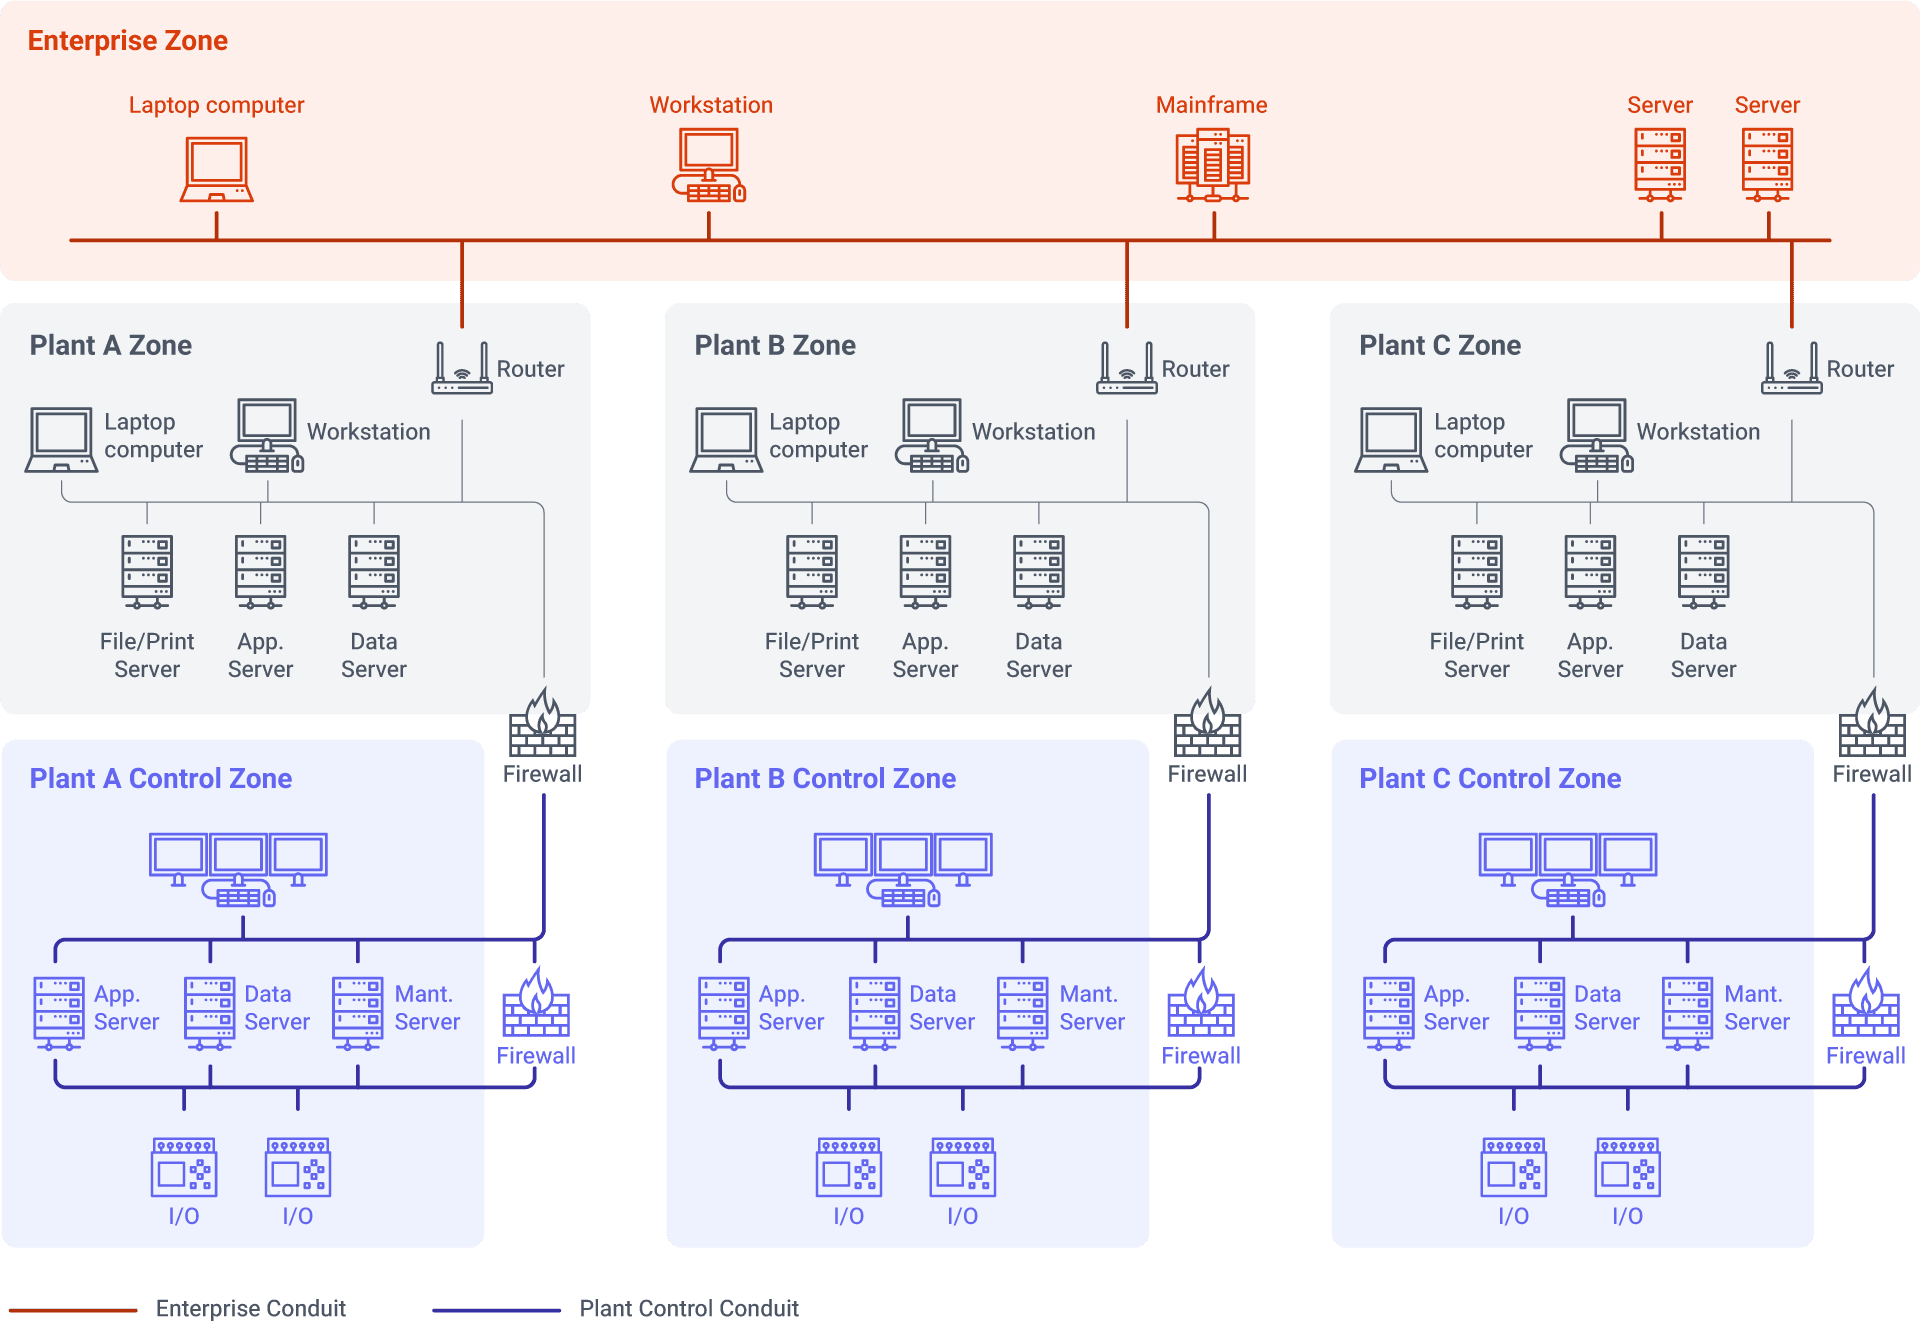 Enterprise Zone
Laptop computer
Workstation
Mainframe
Server
Server
Plant A Zone
Router
Laptop
computer
Workstation
File/Print
Server
App.
Server
Data
Server
Firewall
Plant B Zone
Router
Laptop
computer
Workstation
File/Print
Server
App.
Server
Data
Server
Firewall
Plant C Zone
Router
Laptop
computer
Workstation
File/Print
Server
App.
Server
Data
Server
Firewall
Plant A Control Zone
App.
Server
Data
Server
Mant.
Server
Firewall
I/O
I/O
Plant B Control Zone
App.
Server
Data
Server
Mant.
Server
Firewall
I/O
I/O
Plant C Control Zone
App.
Server
Data
Server
Mant.
Server
Firewall
I/O
I/O
Enterprise Conduit
Plant Control Conduit